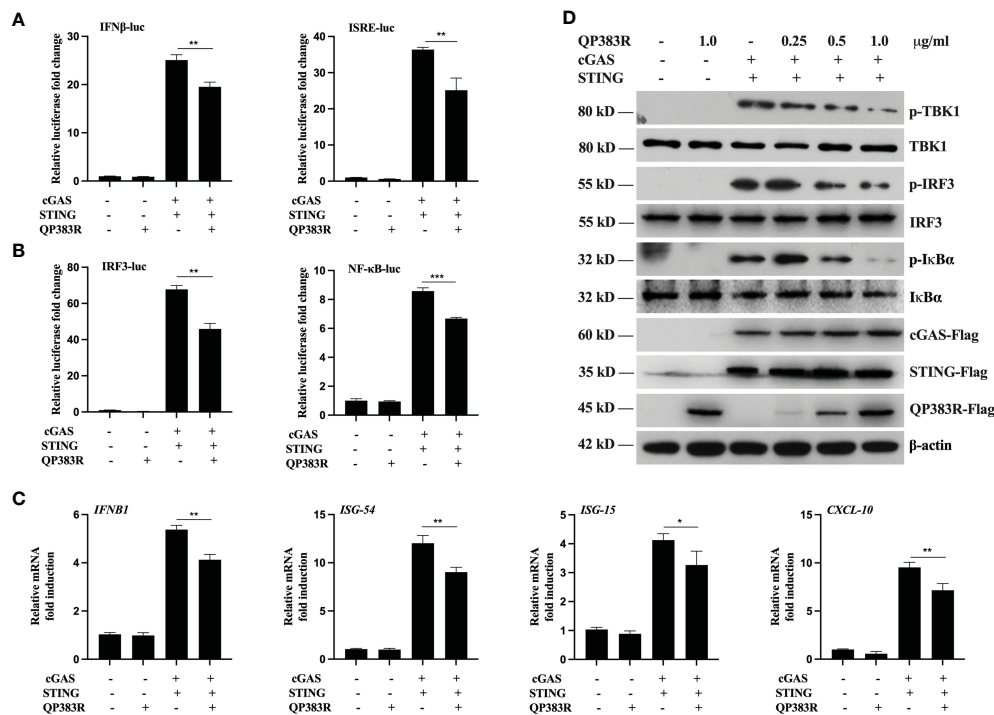 A
IFNβ-luc
Relative luciferase fold change
30
20
10
0
**
cGAS - - + +
STING - - + +
QP383R - + - +
ISRE-luc
Relative luciferase fold change
40
30
20
10
0
**
cGAS - - + +
STING - - + +
QP383R - + - +
B
IRF3-luc
Relative luciferase fold change
80
60
40
20
0
**
cGAS - - + +
STING - - + +
QP383R - + - +
NF-κB-luc
Relative luciferase fold change
10
8
6
4
2
0
***
cGAS - - + +
STING - - + +
QP383R - + - +
C
IFNB1
Relative mRNA
fold induction
6
4
2
0
**
cGAS - - + +
STING - - + +
QP383R - + - +
ISG-54
Relative mRNA
fold induction
15
10
5
0
**
cGAS - - + +
STING - - + +
QP383R - + - +
ISG-15
Relative mRNA
fold induction
5
4
3
2
1
0
*
cGAS - - + +
STING - - + +
QP383R - + - +
CXCL-10
Relative mRNA
fold induction
15
10
5
0
**
cGAS - - + +
STING - - + +
QP383R - + - +
D
QP383R - 1.0 - 0.25 0.5 1.0 μg/ml
cGAS - - + + + +
STING - - + + + +
80 kD p-TBK1
80 kD TBK1
55 kD p-IRF3
55 kD IRF3
32 kD p-IκBα
32 kD IκBα
60 kD cGAS-Flag
35 kD STING-Flag
45 kD QP383R-Flag
42 kD β-actin